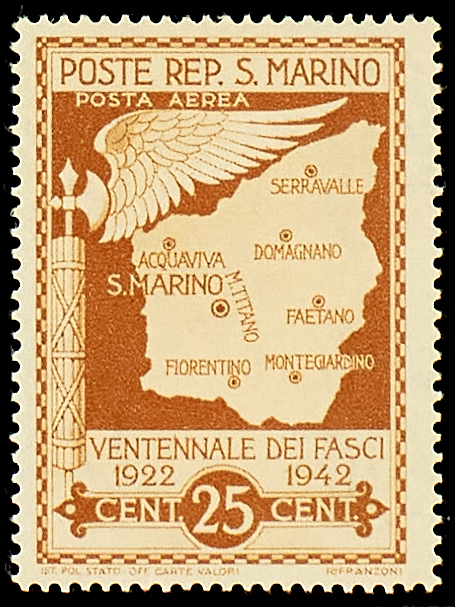 POSTE REP. S. MARINO
POSTA AEREA
SERRAVALLE
ACQUAVIVA
DOMAGNANO
S. MARINO
M. TITANO
FAETANO
FIORENTINO
MONTEGIARDINO
VENTENNALE DEI FASCI
1922 1942
CENT. 25 CENT.
IST. POL. STATO - OFF. CARTE VALORI
R. FRANZONI